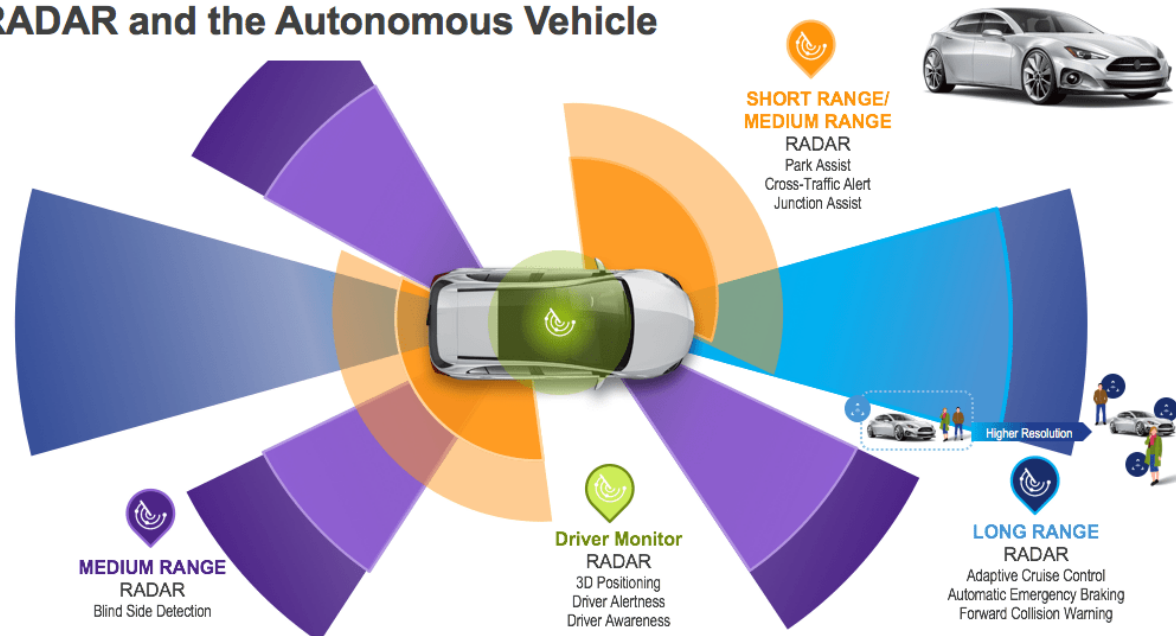 RADAR and the Autonomous Vehicle
SHORT RANGE/
MEDIUM RANGE
RADAR
Park Assist
Cross-Traffic Alert
Junction Assist
Higher Resolution
MEDIUM RANGE
RADAR
Blind Side Detection
Driver Monitor
RADAR
3D Positioning
Driver Alertness
Driver Awareness
LONG RANGE
RADAR
Adaptive Cruise Control
Automatic Emergency Braking
Forward Collision Warning